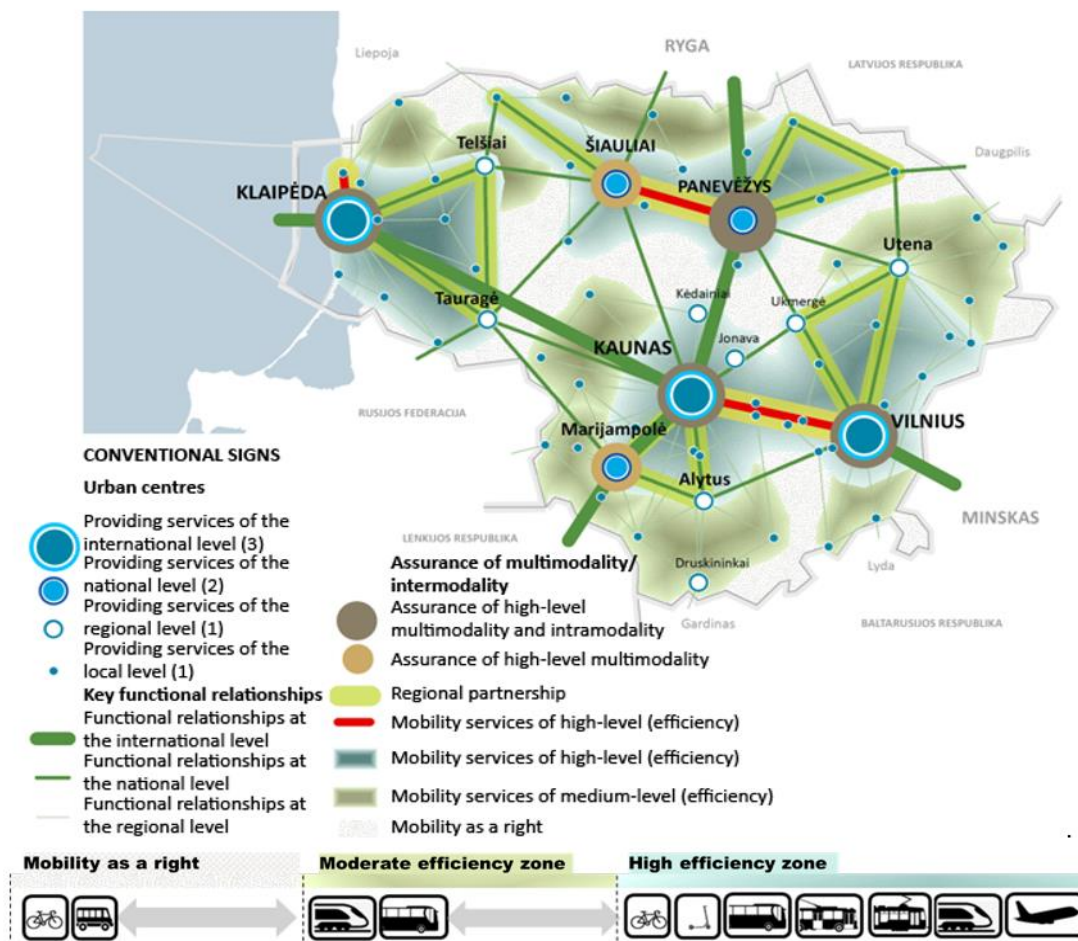 RYGA
Liepoja
LATVIJOS RESPUBLIKA
Telšiai
ŠIAULIAI
Daugpilis
PANEVĖŽYS
KLAIPĖDA
Utena
Tauragė
Kėdainiai
Ukmergė
Jonava
KAUNAS
RUSIJOS FEDERACIJA
Marijampolė
VILNIUS
Alytus
MINSKAS
LENKIJOS RESPUBLIKA
Druskininkai
Lyda
Gardinas
BALTARUSIJOS RESPUBLIKA
CONVENTIONAL SIGNS
Urban centres
Providing services of the
international level (3)
Providing services of the
national level (2)
Providing services of the
regional level (1)
Providing services of the
local level (1)
Key functional relationships
Functional relationships at
the international level
Functional relationships at
the national level
Functional relationships at
the regional level
Assurance of multimodality/
intermodality
Assurance of high-level
multimodality and intramodality
Assurance of high-level multimodality
Regional partnership
Mobility services of high-level (efficiency)
Mobility services of high-level (efficiency)
Mobility services of medium-level (efficiency)
Mobility as a right
.
Mobility as a right
Moderate efficiency zone
High efficiency zone